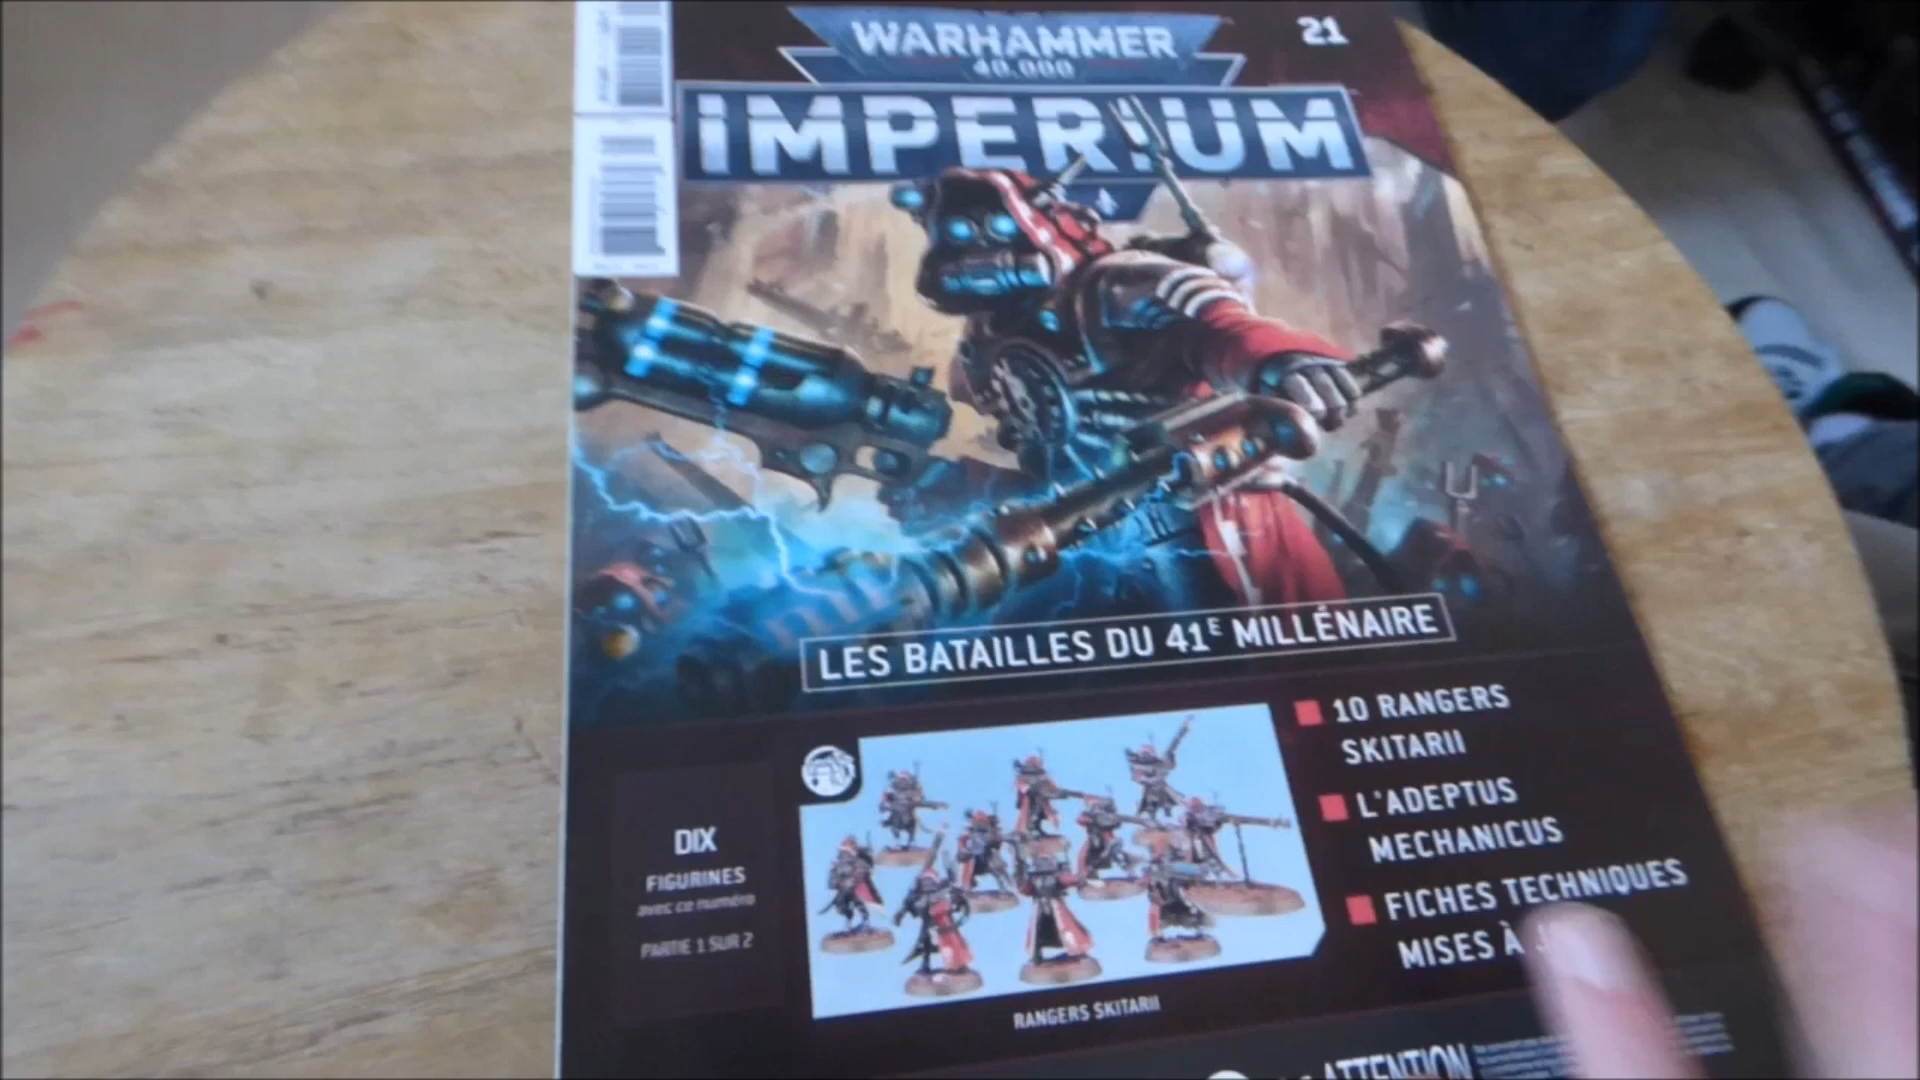 WARHAMMER
40.000
21
IMPERIUM
LES BATAILLES DU 41E MILLÉNAIRE
10 RANGERS
SKITARII
L'ADEPTUS
MECHANICUS
FICHES TECHNIQUES
MISES À
DIX
FIGURINES
avec ce numéro
PARTIE 1 SUR 2
RANGERS SKITARII
ATTENTION